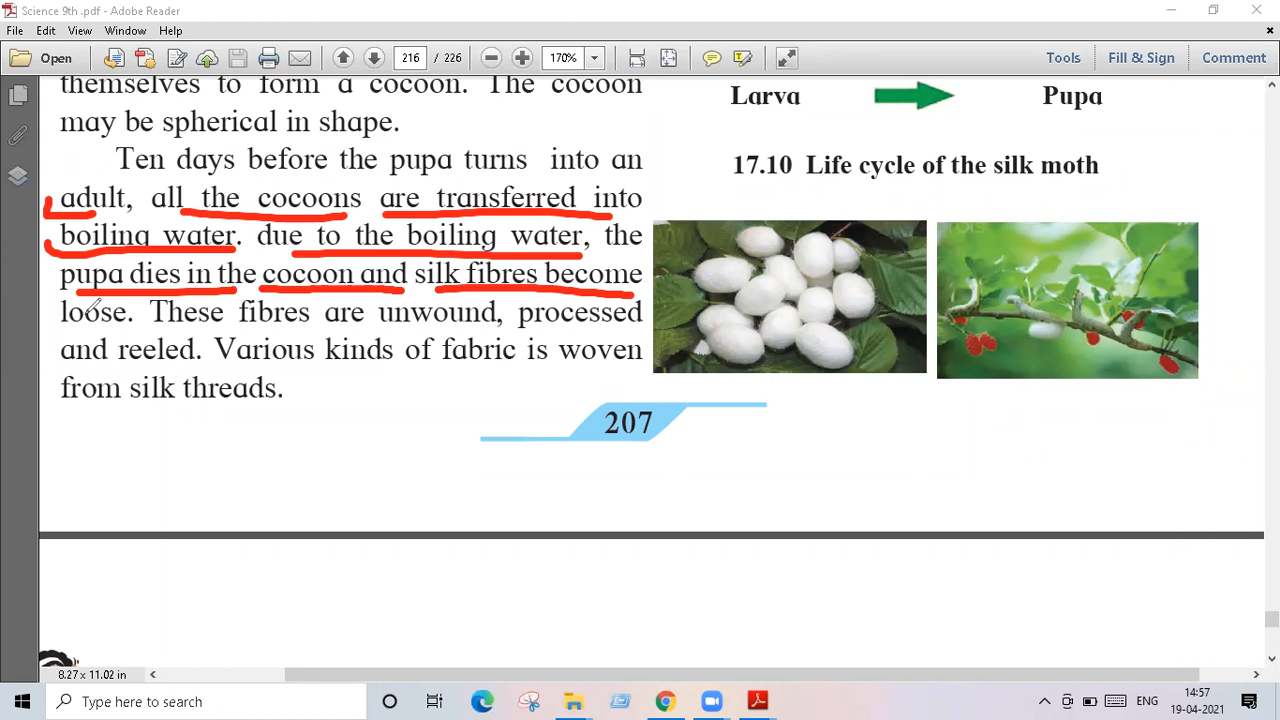 Science 9th .pdf - Adobe Reader
File Edit View Window Help
Open
216 / 226
170%
Tools Fill & Sign Comment
themselves to form a cocoon. The cocoon
may be spherical in shape.
Ten days before the pupa turns into an
adult, all the cocoons are transferred into
boiling water. due to the boiling water, the
pupa dies in the cocoon and silk fibres become
loose. These fibres are unwound, processed
and reeled. Various kinds of fabric is woven
from silk threads.
Larva Pupa
17.10 Life cycle of the silk moth
207
8.27 x 11.02 in
Type here to search
ENG
14:57
19-04-2021